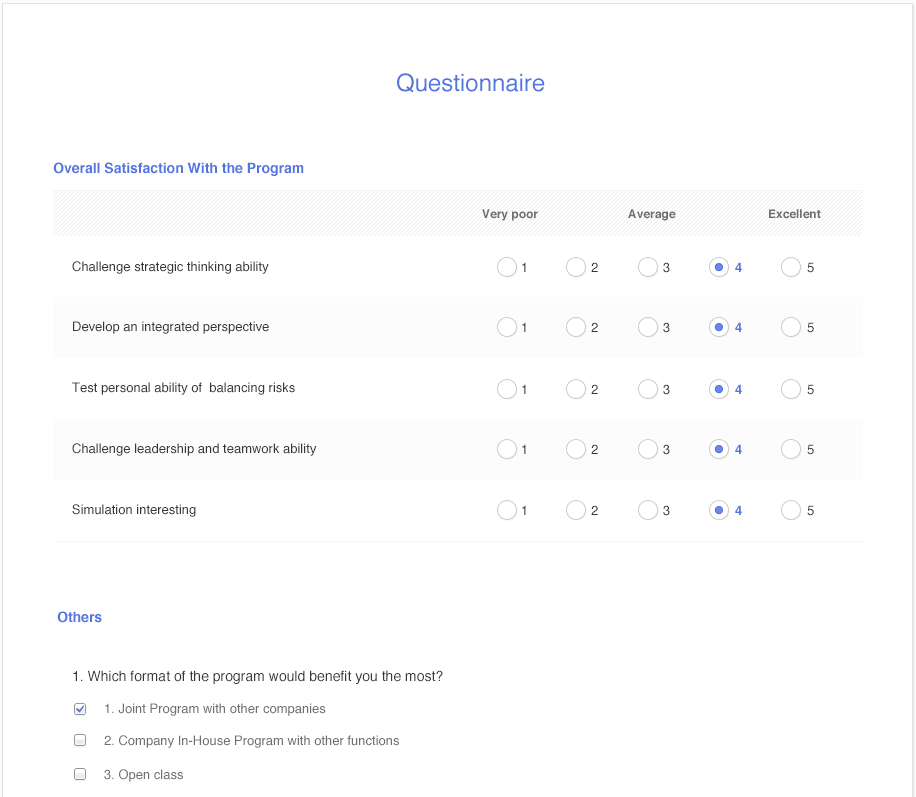 Questionnaire
Overall Satisfaction With the Program
Very poor Average Excellent
Challenge strategic thinking ability 1 2 3 4 5
Develop an integrated perspective 1 2 3 4 5
Test personal ability of  balancing risks 1 2 3 4 5
Challenge leadership and teamwork ability 1 2 3 4 5
Simulation interesting 1 2 3 4 5
Others
1. Which format of the program would benefit you the most?
1. Joint Program with other companies
2. Company In-House Program with other functions
3. Open class